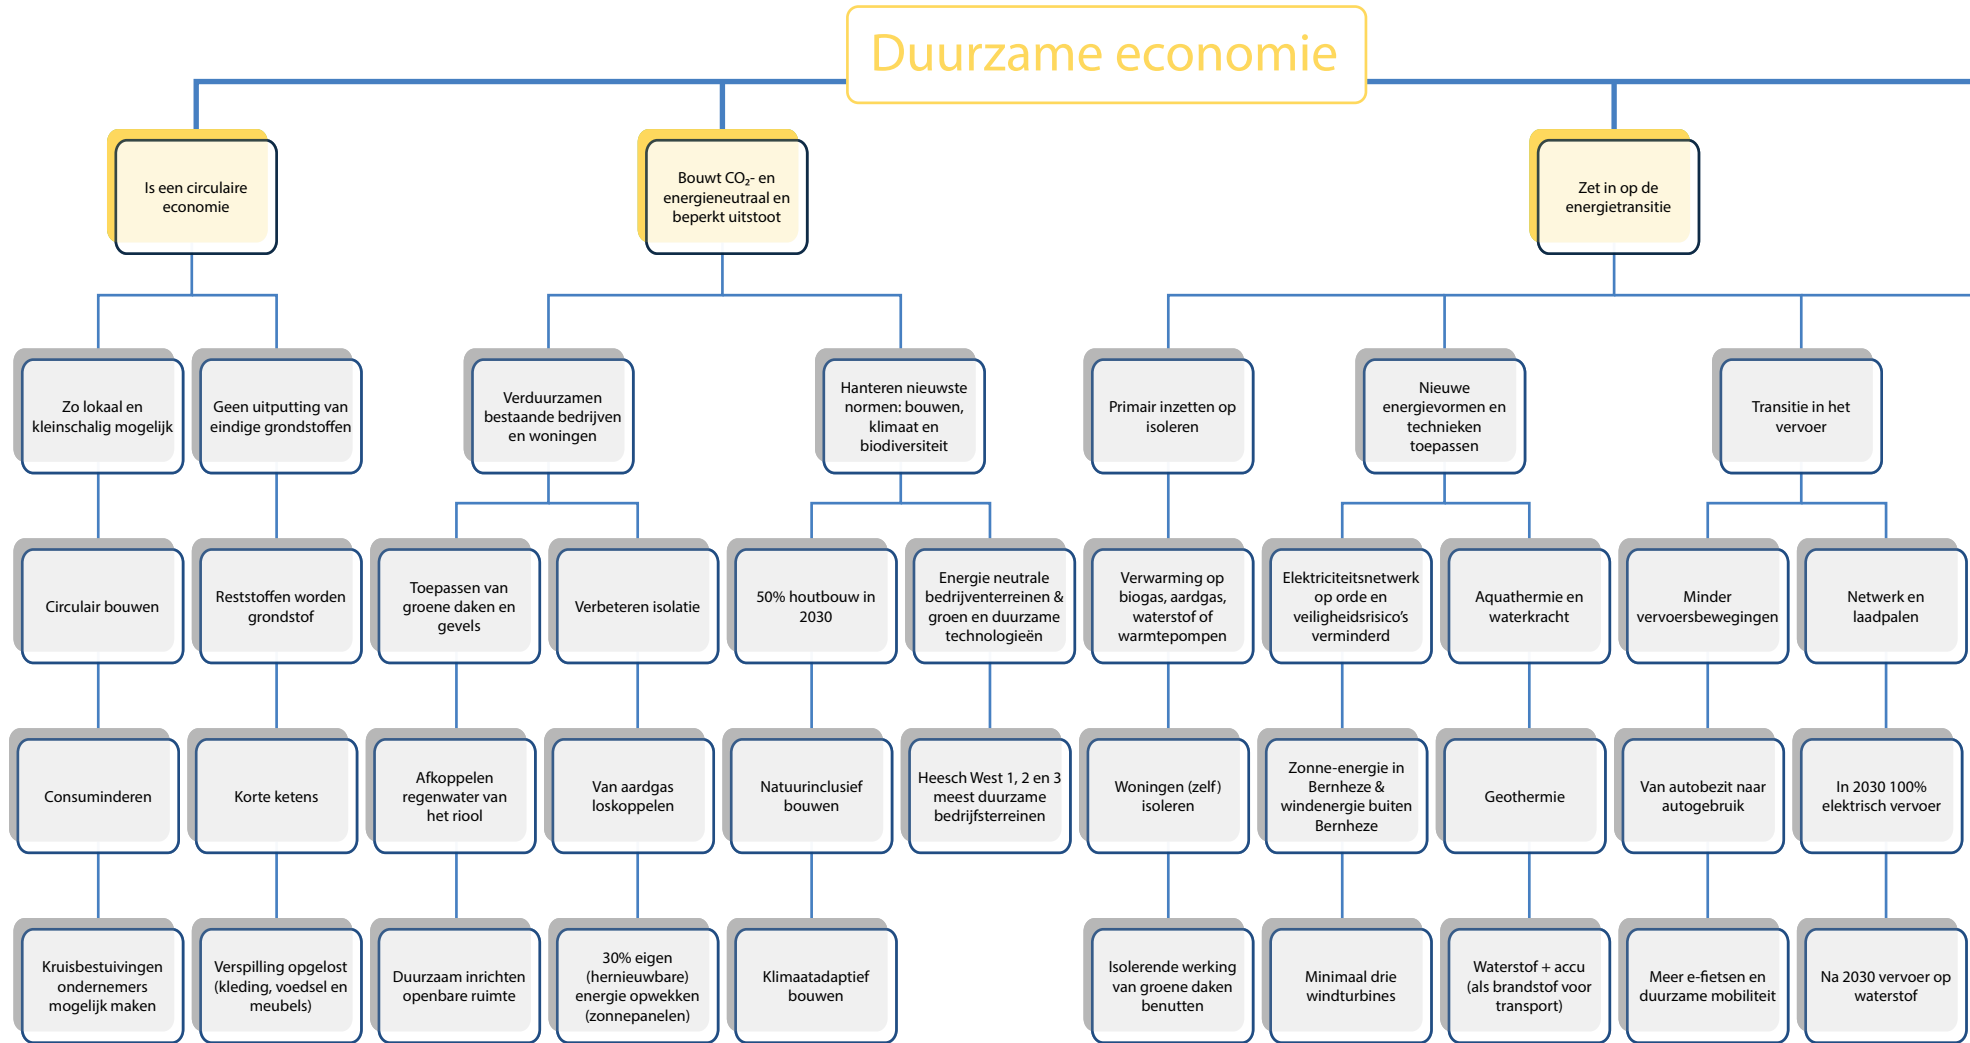 Duurzame economie
Is een circulaire
economie
Bouwt CO₂- en
energieneutraal en
beperkt uitstoot
Zet in op de
energietransitie
Zo lokaal en
kleinschalig mogelijk
Geen uitputting van
eindige grondstoffen
Verduurzamen
bestaande bedrijven
en woningen
Hanteren nieuwste
normen: bouwen,
klimaat en
biodiversiteit
Primair inzetten op
isoleren
Nieuwe
energievormen en
technieken
toepassen
Transitie in het
vervoer
Circulair bouwen
Reststoffen worden
grondstof
Toepassen van
groene daken en
gevels
Verbeteren isolatie
50% houtbouw in
2030
Energie neutrale
bedrijventerreinen &
groen en duurzame
technologieën
Verwarming op
biogas, aardgas,
waterstof of
warmtepompen
Elektriciteitsnetwerk
op orde en
veiligheidsrisico’s
verminderd
Aquathermie en
waterkracht
Minder
vervoersbewegingen
Netwerk en
laadpalen
Consuminderen
Korte ketens
Afkoppelen
regenwater van
het riool
Van aardgas
loskoppelen
Natuurinclusief
bouwen
Heesch West 1, 2 en 3
meest duurzame
bedrijfsterreinen
Woningen (zelf)
isoleren
Zonne-energie in
Bernheze &
windenergie buiten
Bernheze
Geothermie
Van autobezit naar
autogebruik
In 2030 100%
elektrisch vervoer
Kruisbestuivingen
ondernemers
mogelijk maken
Verspilling opgelost
(kleding, voedsel en
meubels)
Duurzaam inrichten
openbare ruimte
30% eigen
(hernieuwbare)
energie opwekken
(zonnepanelen)
Klimaatadaptief
bouwen
Isolerende werking
van groene daken
benutten
Minimaal drie
windturbines
Waterstof + accu
(als brandstof voor
transport)
Meer e-fietsen en
duurzame mobiliteit
Na 2030 vervoer op
waterstof